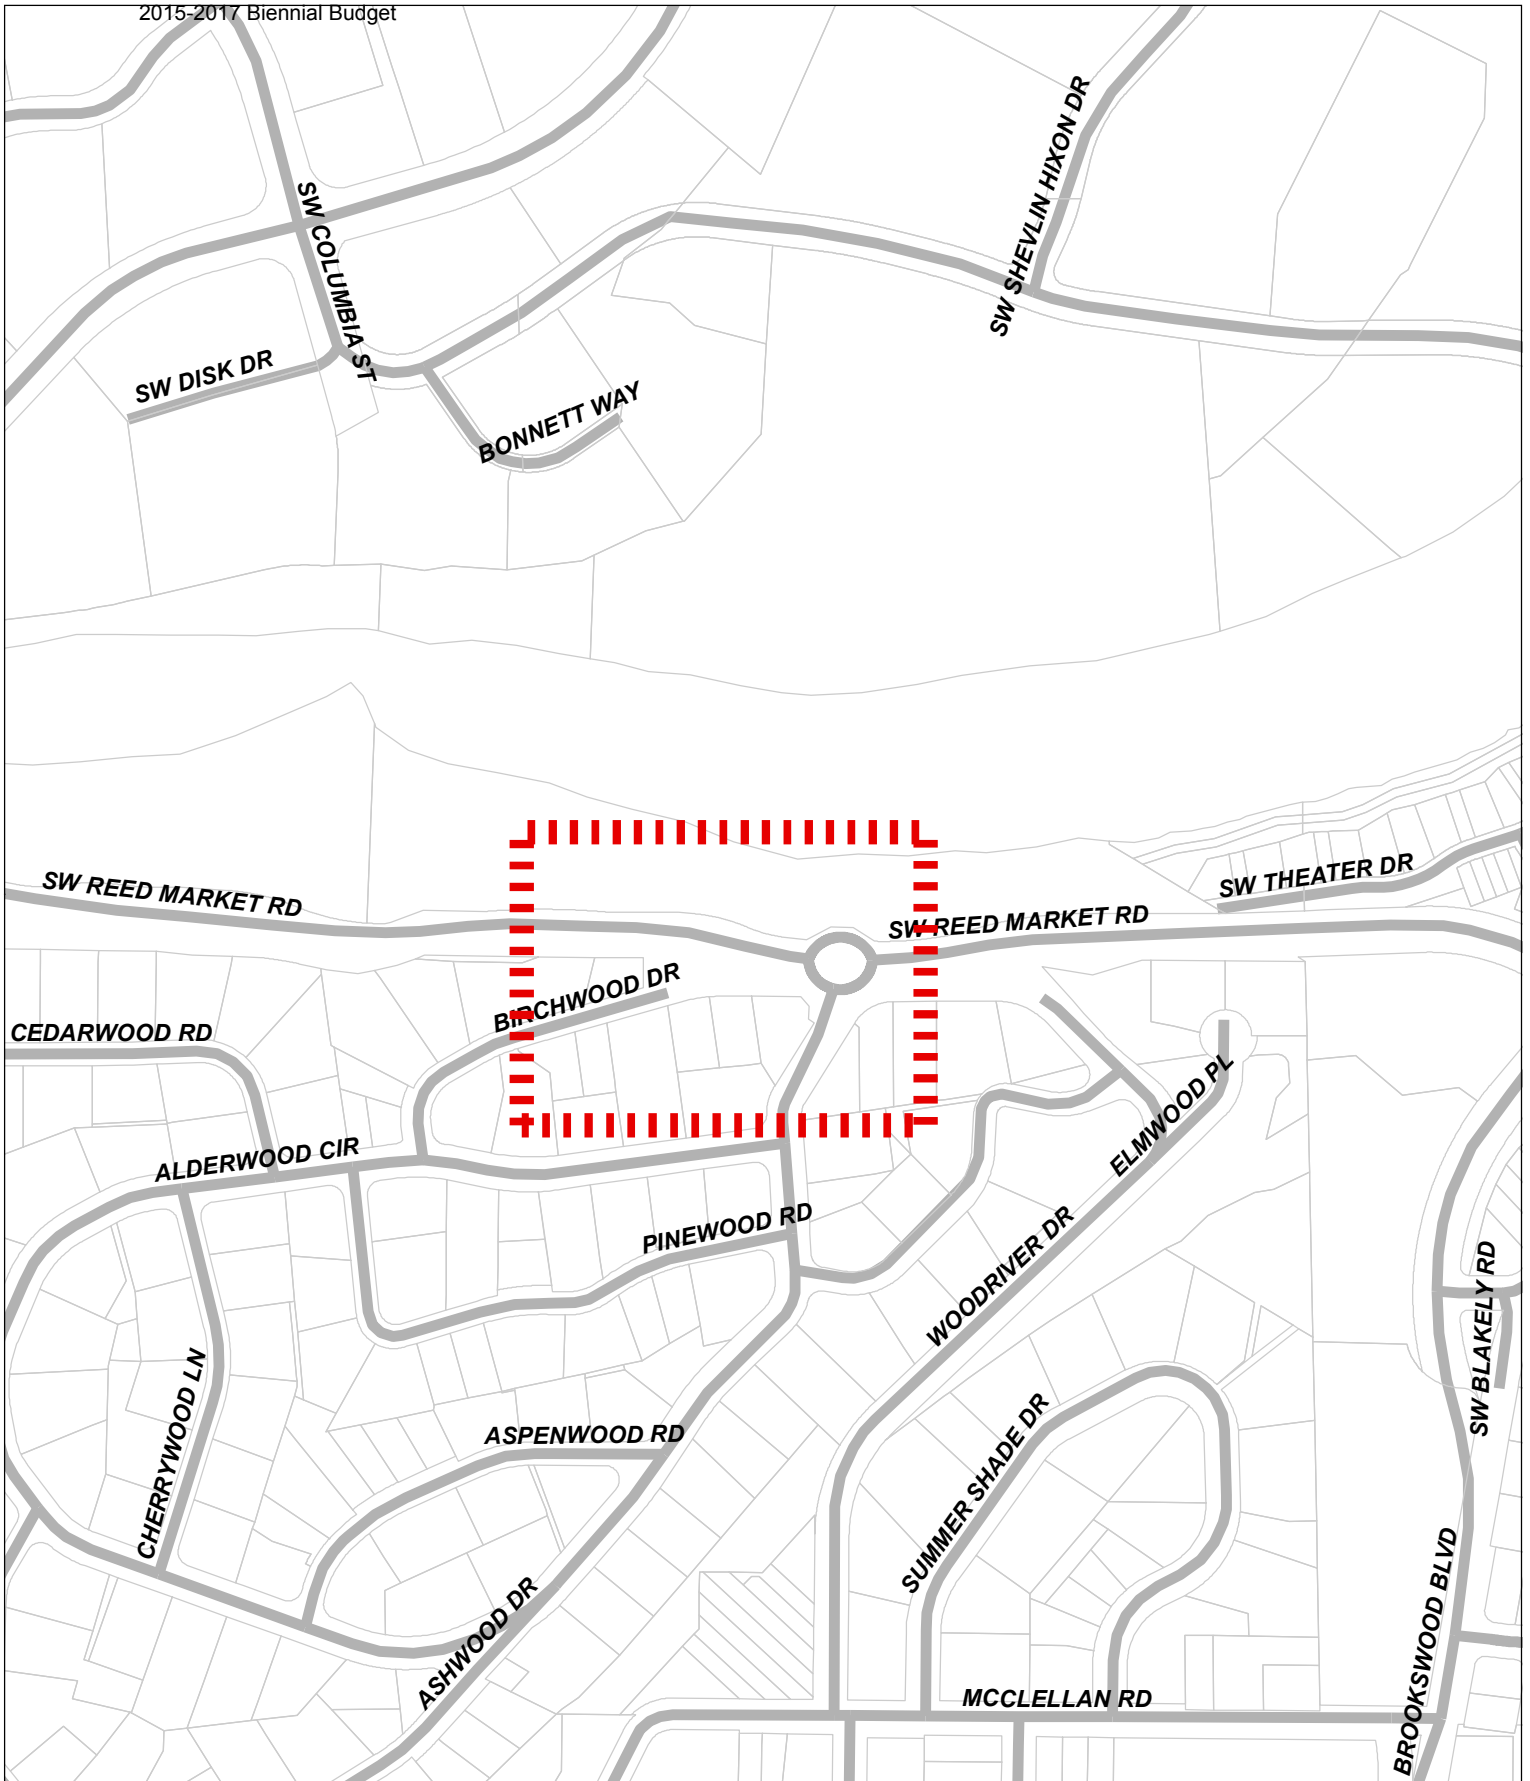 2015-2017 Biennial Budget
SW SHEVLIN HIXON DR
SW COLUMBIA ST
SW DISK DR
BONNETT WAY
SW REED MARKET RD
SW THEATER DR
SW REED MARKET RD
BIRCHWOOD DR
CEDARWOOD RD
ELMWOOD PL
ALDERWOOD CIR
PINEWOOD RD
WOODRIVER DR
SW BLAKELY RD
CHERRYWOOD LN
ASPENWOOD RD
SUMMER SHADE DR
ASHWOOD DR
BROOKSWOOD BLVD
MCCLELLAN RD